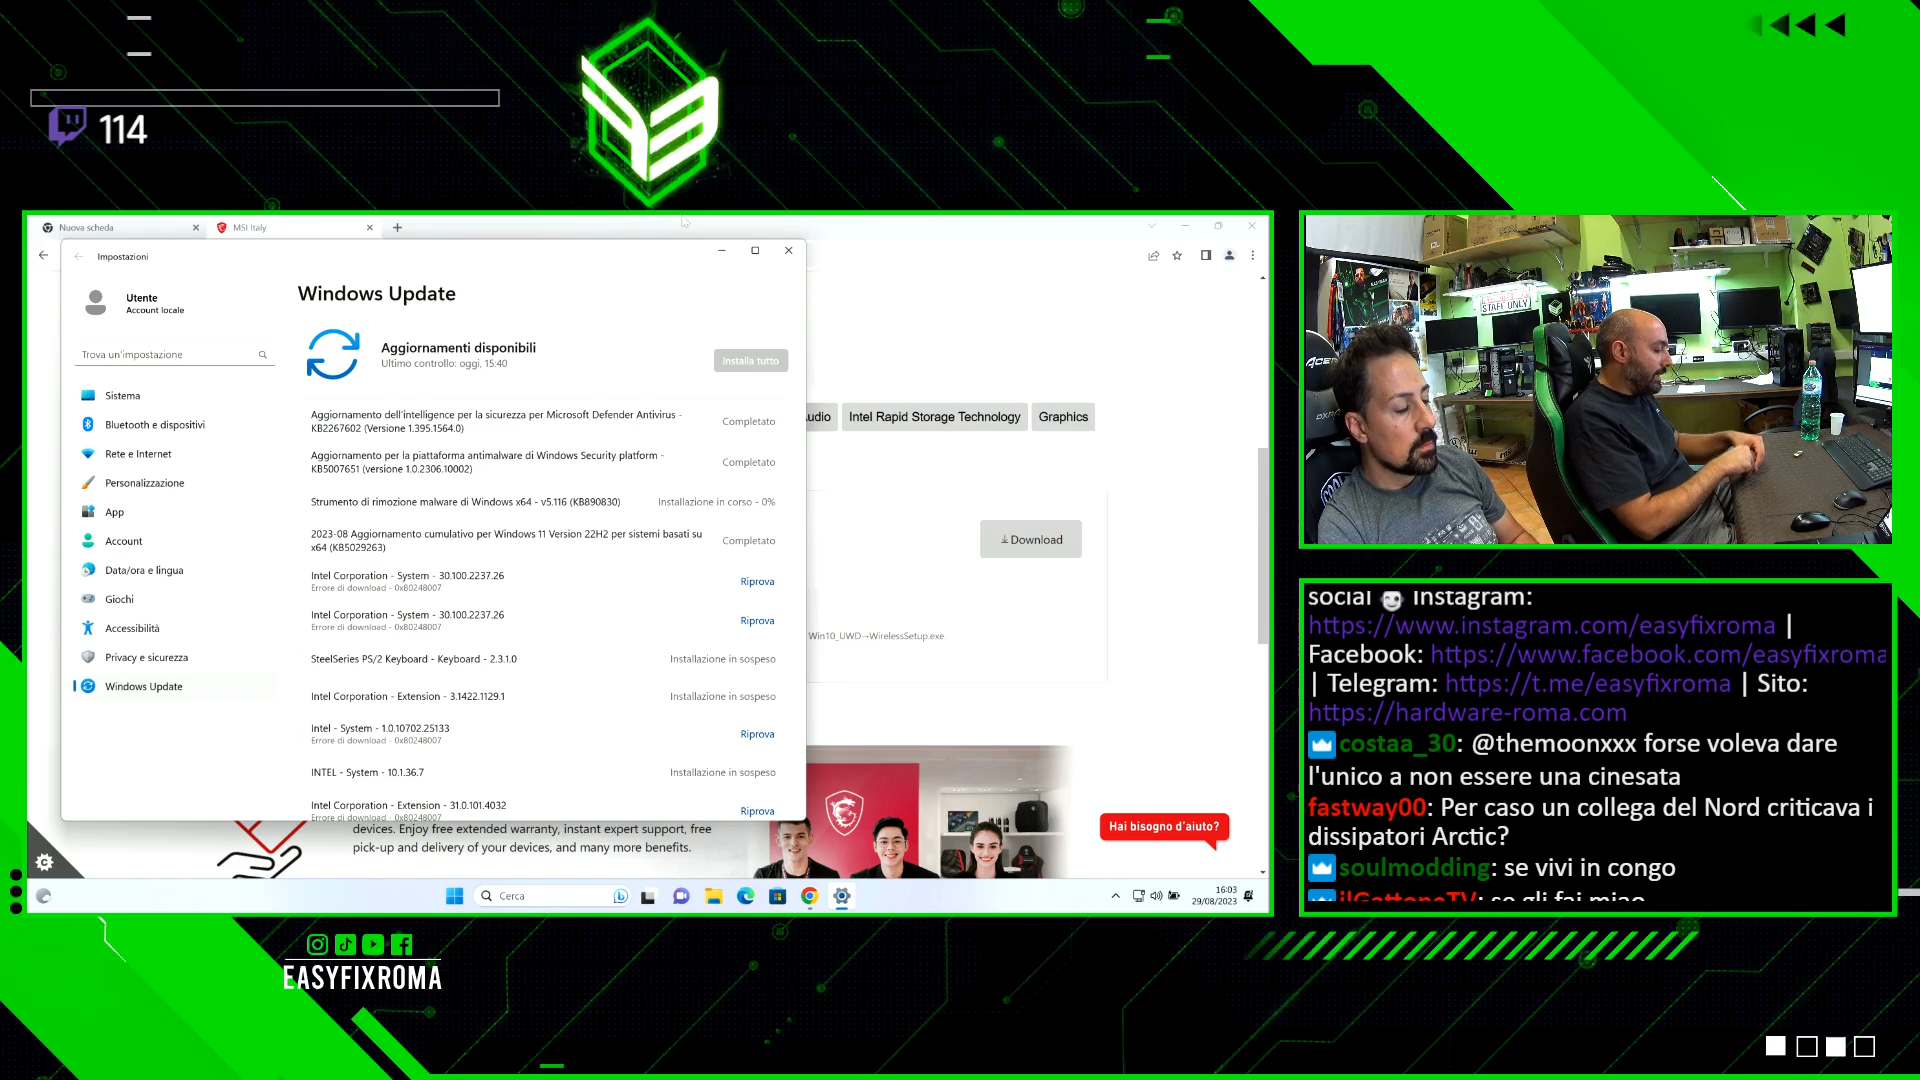 114
Nuova scheda
MSI Italy
Impostazioni
Utente
Account locale
Trova un'impostazione
Sistema
Bluetooth e dispositivi
Rete e Internet
Personalizzazione
App
Account
Data/ora e lingua
Giochi
Accessibilità
Privacy e sicurezza
Windows Update
Windows Update
Aggiornamenti disponibili
Ultimo controllo: oggi, 15:40
Installa tutto
Aggiornamento dell'intelligence per la sicurezza per Microsoft Defender Antivirus -
KB2267602 (Versione 1.395.1564.0)
Completato
Aggiornamento per la piattaforma antimalware di Windows Security platform -
KB5007651 (versione 1.0.2306.10002)
Completato
Strumento di rimozione malware di Windows x64 - v5.116 (KB890830)
Installazione in corso - 0%
2023-08 Aggiornamento cumulativo per Windows 11 Version 22H2 per sistemi basati su
x64 (KB5029263)
Completato
Intel Corporation - System - 30.100.2237.26
Errore di download - 0x80248007
Riprova
Intel Corporation - System - 30.100.2237.26
Errore di download - 0x80248007
Riprova
SteelSeries PS/2 Keyboard - Keyboard - 2.3.1.0
Installazione in sospeso
Intel Corporation - Extension - 3.1422.1129.1
Installazione in sospeso
Intel - System - 1.0.10702.25133
Errore di download - 0x80248007
Riprova
INTEL - System - 10.1.36.7
Installazione in sospeso
Intel Corporation - Extension - 31.0.101.4032
Errore di download - 0x80248007
Riprova
udio
Intel Rapid Storage Technology
Graphics
Download
Win10_UWD→WirelessSetup.exe.
devices. Enjoy free extended warranty, instant expert support, free
pick-up and delivery of your devices, and many more benefits.
Hai bisogno d'aiuto?
Cerca
16:03
29/08/2023
STAFF ONLY
social Instagram:
https://www.instagram.com/easyfixroma |
Facebook: https://www.facebook.com/easyfixroma
| Telegram: https://t.me/easyfixroma | Sito:
https://hardware-roma.com
costaa_30: @themoonxxx forse voleva dare
l'unico a non essere una cinesata
fastway00: Per caso un collega del Nord criticava i
dissipatori Arctic?
soulmodding: se vivi in congo
ilGattoneTV: se gli fai miao
EASYFIXROMA